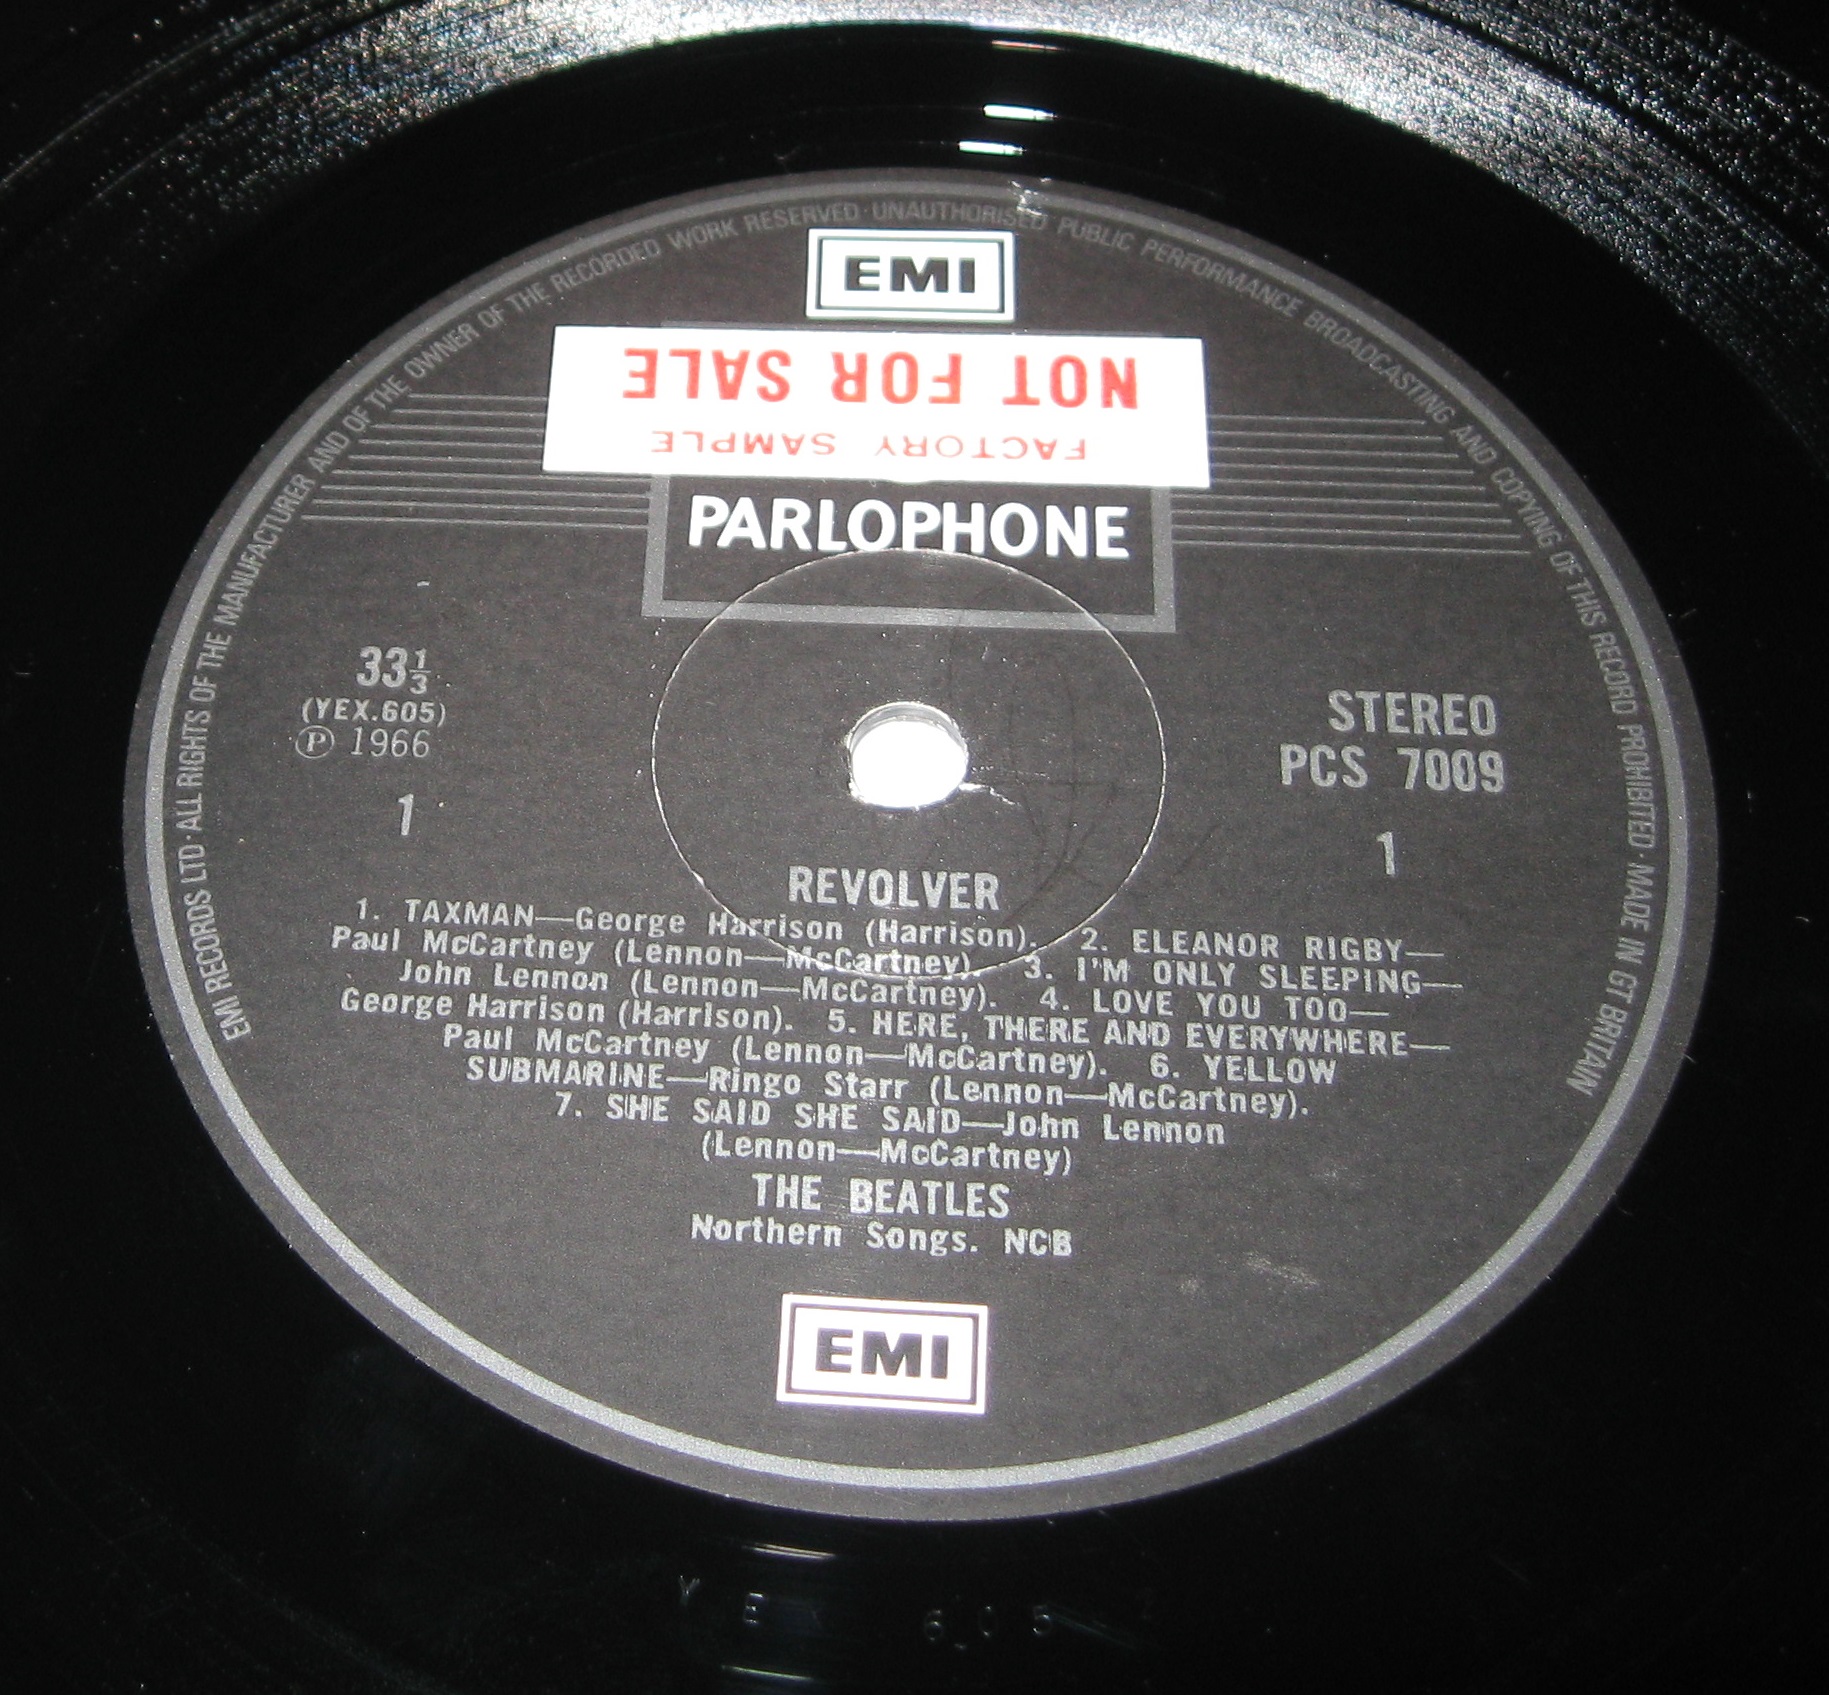 EMI RECORDS LTD · ALL RIGHTS OF THE MANUFACTURER AND OF THE OWNER OF THE RECORDED WORK RESERVED · UNAUTHORISED PUBLIC PERFORMANCE BROADCASTING AND COPYING OF THIS RECORD PROHIBITED · MADE IN GT BRITAIN
EMI
NOT FOR SALE
FACTORY SAMPLE
PARLOPHONE
33⅓
(YEX.605)
Ⓟ 1966
1
STEREO
PCS 7009
1
REVOLVER
1. TAXMAN—George Harrison (Harrison). 2. ELEANOR RIGBY—
Paul McCartney (Lennon—McCartney). 3. I'M ONLY SLEEPING—
John Lennon (Lennon—McCartney). 4. LOVE YOU TOO—
George Harrison (Harrison). 5. HERE, THERE AND EVERYWHERE—
Paul McCartney (Lennon—McCartney). 6. YELLOW
SUBMARINE—Ringo Starr (Lennon—McCartney).
7. SHE SAID SHE SAID—John Lennon
(Lennon—McCartney)
THE BEATLES
Northern Songs. NCB
EMI
605